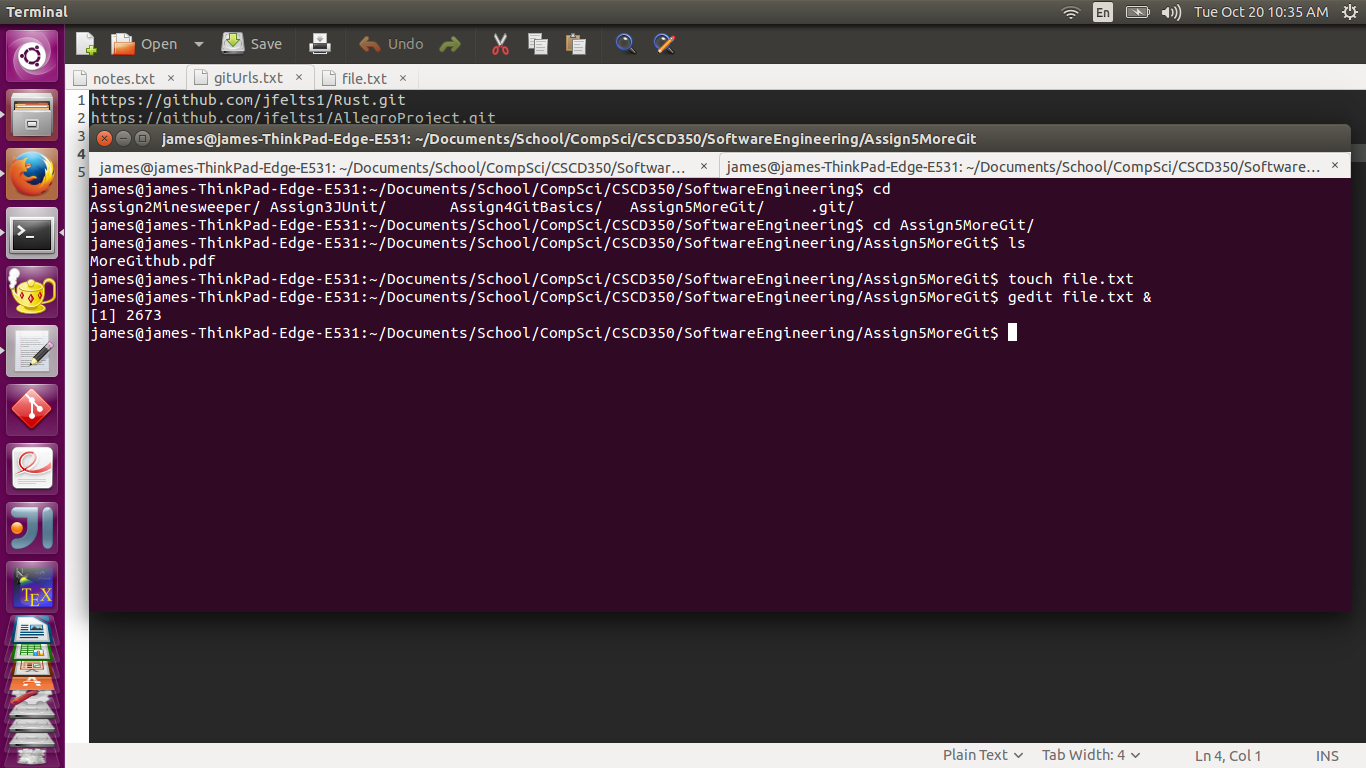 Terminal
En
Tue Oct 20 10:35 AM
Open
Save
Undo
notes.txt ×
gitUrls.txt ×
file.txt ×
1 https://github.com/jfelts1/Rust.git
2 https://github.com/jfelts1/AllegroProject.git
3
4
5
james@james-ThinkPad-Edge-E531: ~/Documents/School/CompSci/CSCD350/SoftwareEngineering/Assign5MoreGit
james@james-ThinkPad-Edge-E531: ~/Documents/School/CompSci/CSCD350/Softwar... ×
james@james-ThinkPad-Edge-E531: ~/Documents/School/CompSci/CSCD350/Software... ×
james@james-ThinkPad-Edge-E531:~/Documents/School/CompSci/CSCD350/SoftwareEngineering$ cd
Assign2Minesweeper/ Assign3JUnit/ Assign4GitBasics/ Assign5MoreGit/ .git/
james@james-ThinkPad-Edge-E531:~/Documents/School/CompSci/CSCD350/SoftwareEngineering$ cd Assign5MoreGit/
james@james-ThinkPad-Edge-E531:~/Documents/School/CompSci/CSCD350/SoftwareEngineering/Assign5MoreGit$ ls
MoreGithub.pdf
james@james-ThinkPad-Edge-E531:~/Documents/School/CompSci/CSCD350/SoftwareEngineering/Assign5MoreGit$ touch file.txt
james@james-ThinkPad-Edge-E531:~/Documents/School/CompSci/CSCD350/SoftwareEngineering/Assign5MoreGit$ gedit file.txt &
[1] 2673
james@james-ThinkPad-Edge-E531:~/Documents/School/CompSci/CSCD350/SoftwareEngineering/Assign5MoreGit$
>_
JI
TEX
Plain Text
Tab Width: 4
Ln 4, Col 1
INS